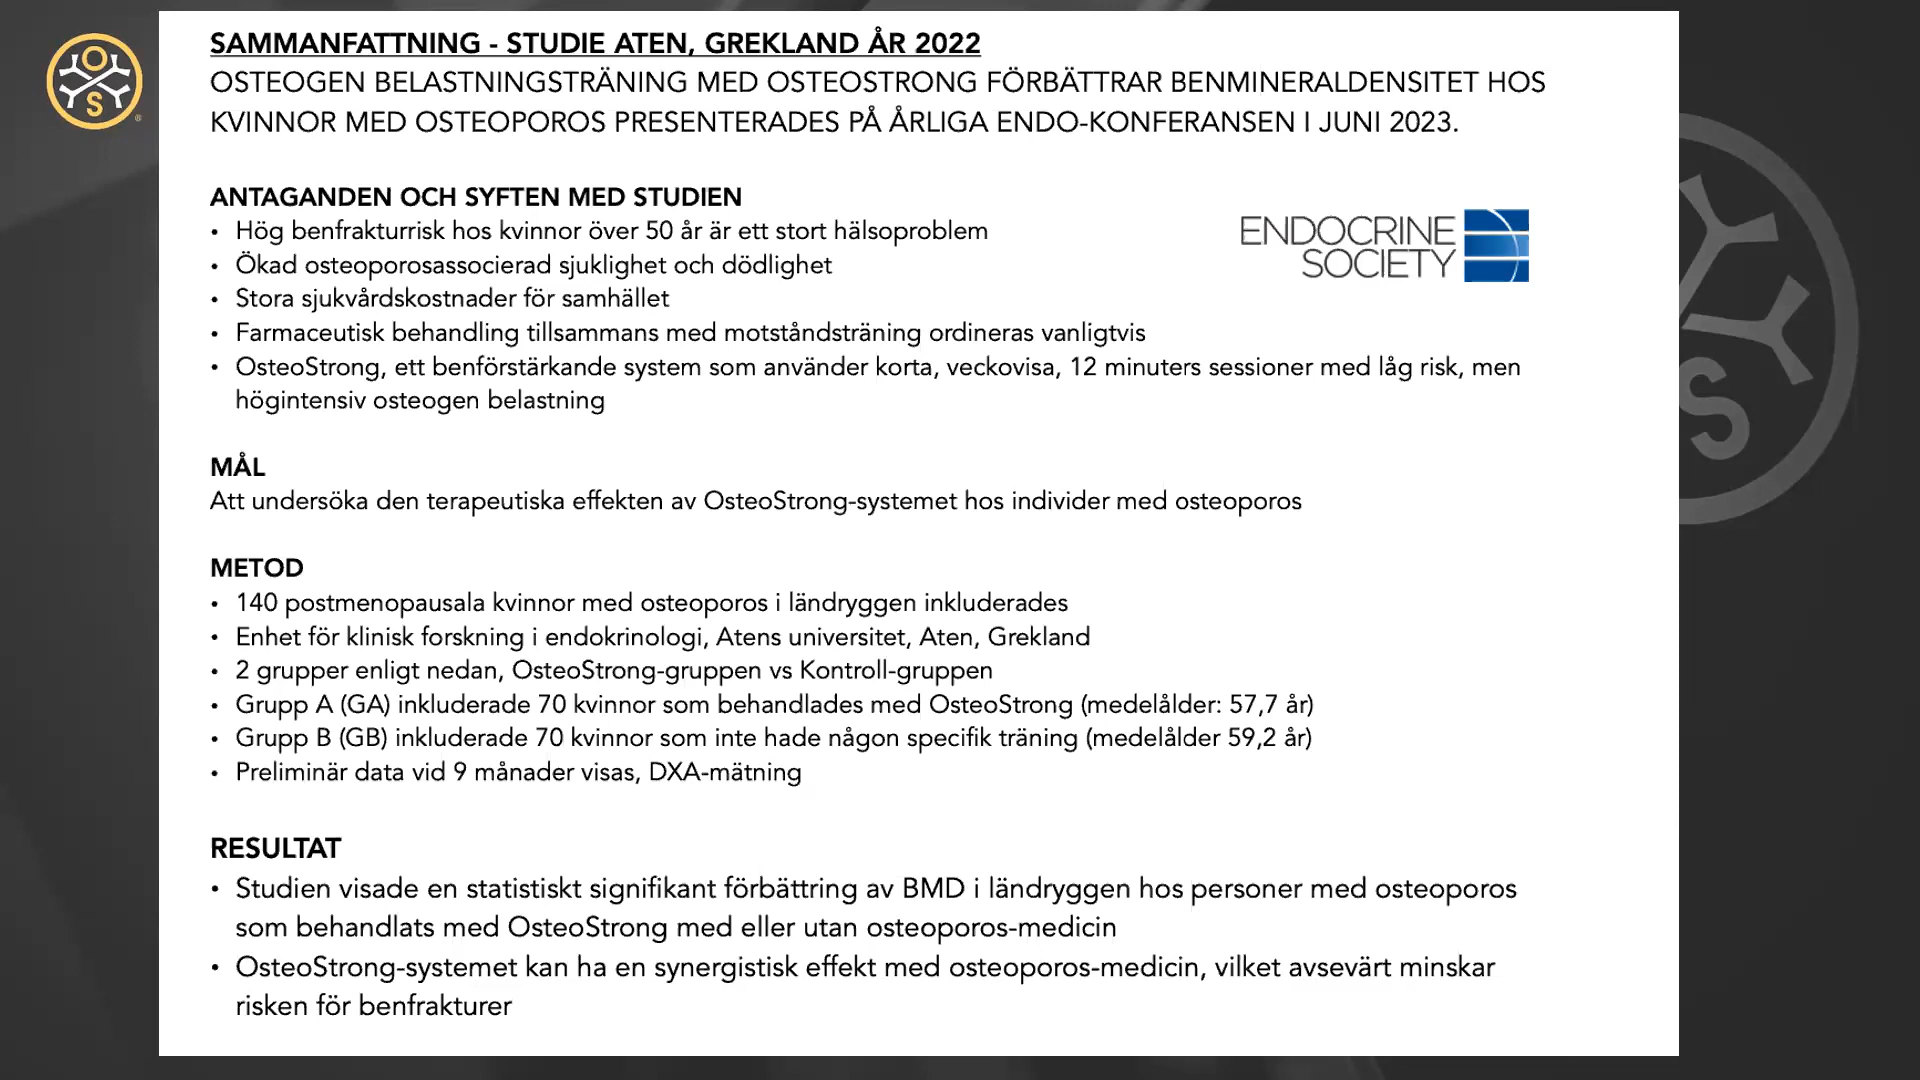 SAMMANFATTNING - STUDIE ATEN, GREKLAND ÅR 2022
OSTEOGEN BELASTNINGSTRÄNING MED OSTEOSTRONG FÖRBÄTTRAR BENMINERALDENSITET HOS
KVINNOR MED OSTEOPOROS PRESENTERADES PÅ ÅRLIGA ENDO-KONFERANSEN I JUNI 2023.
ANTAGANDEN OCH SYFTEN MED STUDIEN
• Hög benfrakturrisk hos kvinnor över 50 år är ett stort hälsoproblem
• Ökad osteoporosassocierad sjuklighet och dödlighet
• Stora sjukvårdskostnader för samhället
• Farmaceutisk behandling tillsammans med motståndsträning ordineras vanligtvis
• OsteoStrong, ett benförstärkande system som använder korta, veckovisa, 12 minuters sessioner med låg risk, men
högintensiv osteogen belastning
ENDOCRINE
SOCIETY
MÅL
Att undersöka den terapeutiska effekten av OsteoStrong-systemet hos individer med osteoporos
METOD
• 140 postmenopausala kvinnor med osteoporos i ländryggen inkluderades
• Enhet för klinisk forskning i endokrinologi, Atens universitet, Aten, Grekland
• 2 grupper enligt nedan, OsteoStrong-gruppen vs Kontroll-gruppen
• Grupp A (GA) inkluderade 70 kvinnor som behandlades med OsteoStrong (medelålder: 57,7 år)
• Grupp B (GB) inkluderade 70 kvinnor som inte hade någon specifik träning (medelålder 59,2 år)
• Preliminär data vid 9 månader visas, DXA-mätning
RESULTAT
• Studien visade en statistiskt signifikant förbättring av BMD i ländryggen hos personer med osteoporos
som behandlats med OsteoStrong med eller utan osteoporos-medicin
• OsteoStrong-systemet kan ha en synergistisk effekt med osteoporos-medicin, vilket avsevärt minskar
risken för benfrakturer
O
S
®
S